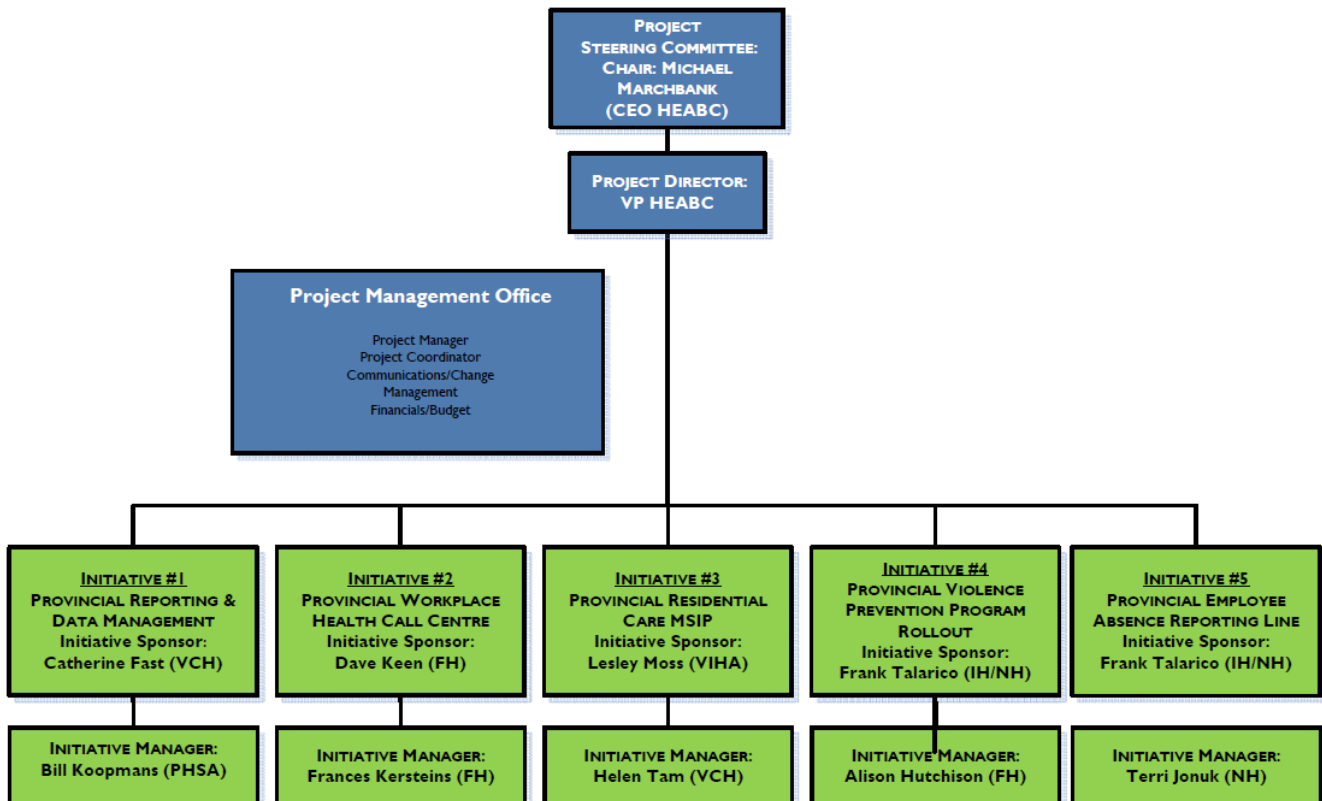 PROJECT
STEERING COMMITTEE:
CHAIR: MICHAEL
MARCHBANK
(CEO HEABC)
PROJECT DIRECTOR:
VP HEABC
Project Management Office
Project Manager
Project Coordinator
Communications/Change
Management
Financials/Budget
INITIATIVE #1
PROVINCIAL REPORTING &
DATA MANAGEMENT
Initiative Sponsor:
Catherine Fast (VCH)
INITIATIVE #2
PROVINCIAL WORKPLACE
HEALTH CALL CENTRE
Initiative Sponsor:
Dave Keen (FH)
INITIATIVE #3
PROVINCIAL RESIDENTIAL
CARE MSIP
Initiative Sponsor:
Lesley Moss (VIHA)
INITIATIVE #4
PROVINCIAL VIOLENCE
PREVENTION PROGRAM
ROLLOUT
Initiative Sponsor:
Frank Talarico (IH/NH)
INITIATIVE #5
PROVINCIAL EMPLOYEE
ABSENCE REPORTING LINE
Initiative Sponsor:
Frank Talarico (IH/NH)
INITIATIVE MANAGER:
Bill Koopmans (PHSA)
INITIATIVE MANAGER:
Frances Kersteins (FH)
INITIATIVE MANAGER:
Helen Tam (VCH)
INITIATIVE MANAGER:
Alison Hutchison (FH)
INITIATIVE MANAGER:
Terri Jonuk (NH)